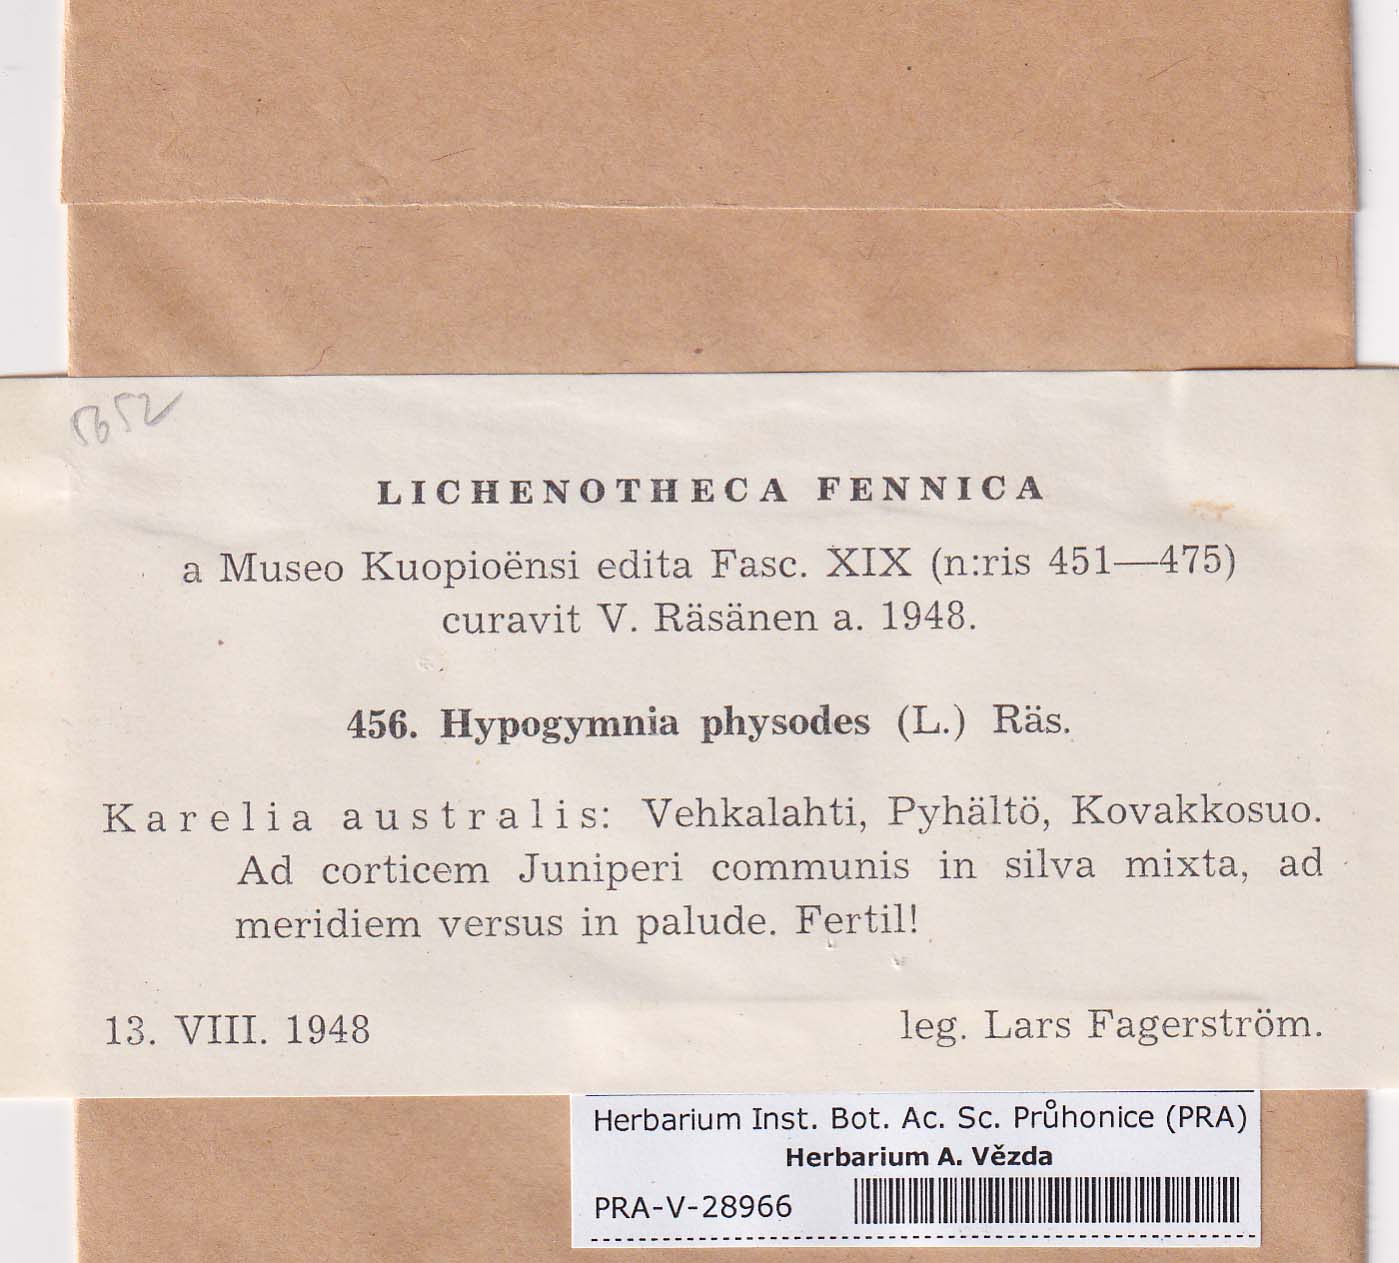 5652
LICHENOTHECA FENNICA
a Museo Kuopioënsi edita Fasc. XIX (n:ris 451—475)
curavit V. Räsänen a. 1948.
456. Hypogymnia physodes (L.) Räs.
Karelia australis: Vehkalahti, Pyhältö, Kovakkosuo.
Ad corticem Juniperi communis in silva mixta, ad
meridiem versus in palude. Fertil!
13. VIII. 1948 leg. Lars Fagerström.
Herbarium Inst. Bot. Ac. Sc. Průhonice (PRA)
Herbarium A. Vězda
PRA-V-28966